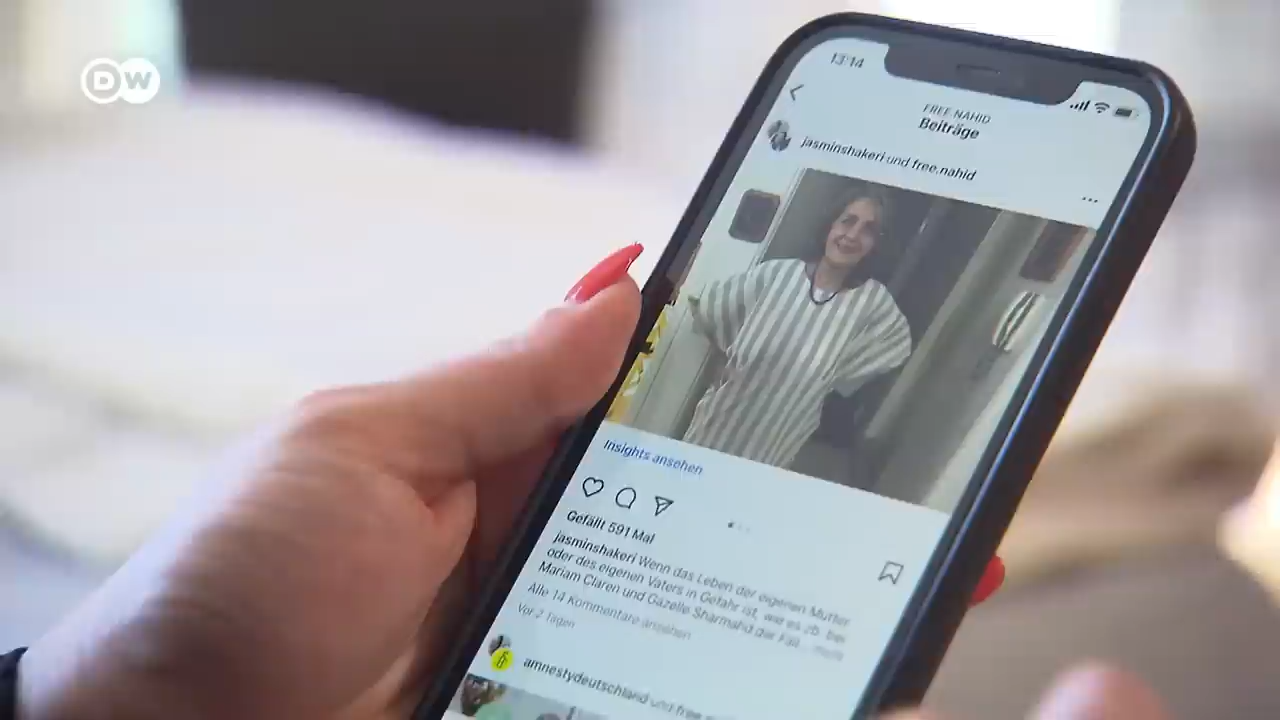 DW
13:14
FREE NAHID
Beiträge
jasminshakeri und free.nahid
Insights ansehen
Gefällt 591 Mal
jasminshakeri Wenn das Leben der eigenen Mutter
oder des eigenen Vaters in Gefahr ist, wie es zb. bei
Mariam Claren und Gazelle Sharmahd der Fall... mehr
Alle 14 Kommentare ansehen
Vor 2 Tagen
amnestydeutschland und free